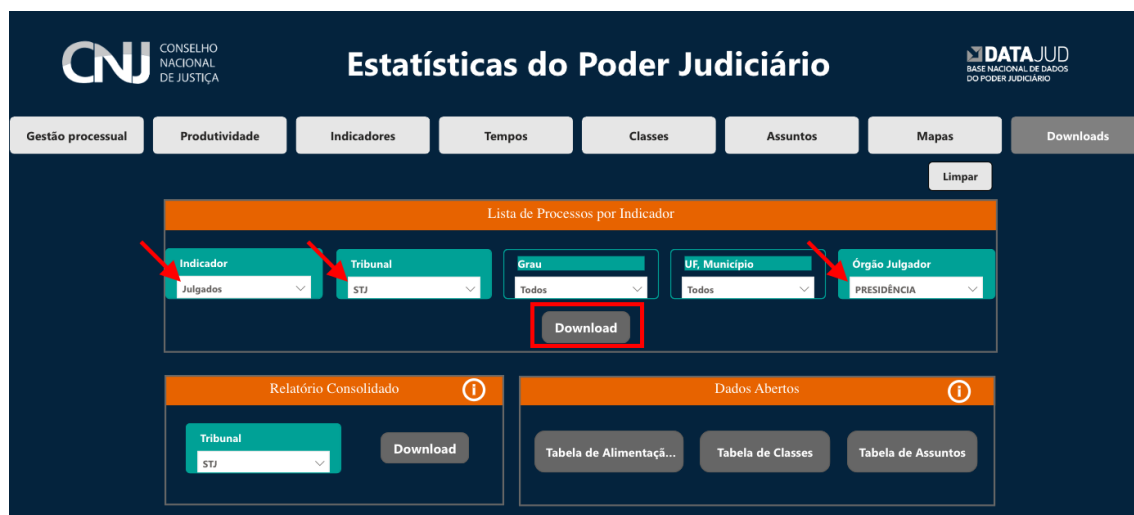 CNJ
CONSELHO
NACIONAL
DE JUSTIÇA
Estatísticas do Poder Judiciário
DATAJUD
BASE NACIONAL DE DADOS
DO PODER JUDICIÁRIO
Gestão processual Produtividade Indicadores Tempos Classes Assuntos Mapas Downloads
Limpar
Lista de Processos por Indicador
Indicador Tribunal Grau UF, Município Órgão Julgador
Julgados STJ Todos Todos PRESIDÊNCIA
Download
Relatório Consolidado
Tribunal
STJ
Download
Dados Abertos
Tabela de Alimentaçã... Tabela de Classes Tabela de Assuntos